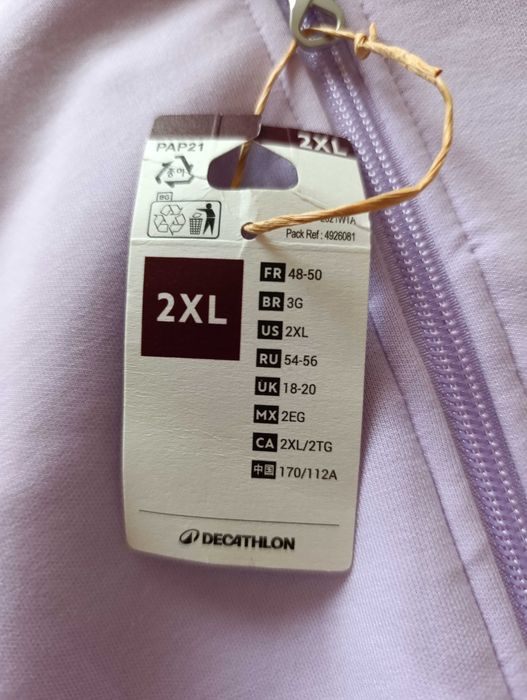 PAP21
2XL
종이
Pack Ref : 4926081
2XL
FR 48-50
BR 3G
US 2XL
RU 54-56
UK 18-20
MX 2EG
CA 2XL/2TG
中国 170/112A
DECATHLON